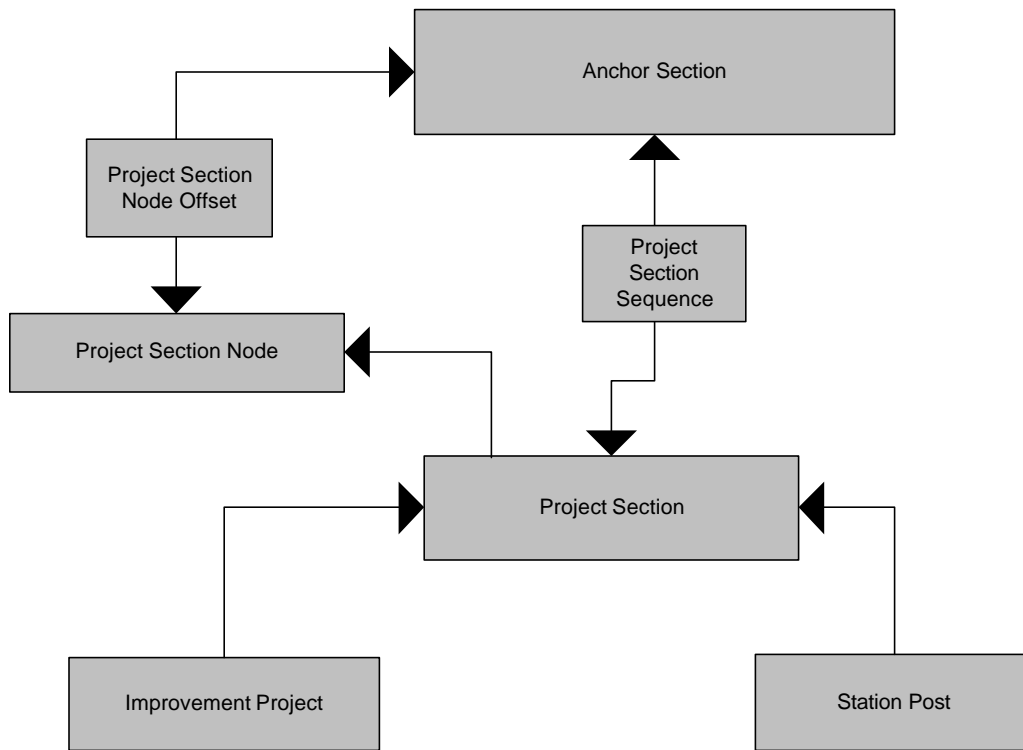 Anchor Section
Project Section
Node Offset
Project
Section
Sequence
Project Section Node
Project Section
Improvement Project
Station Post